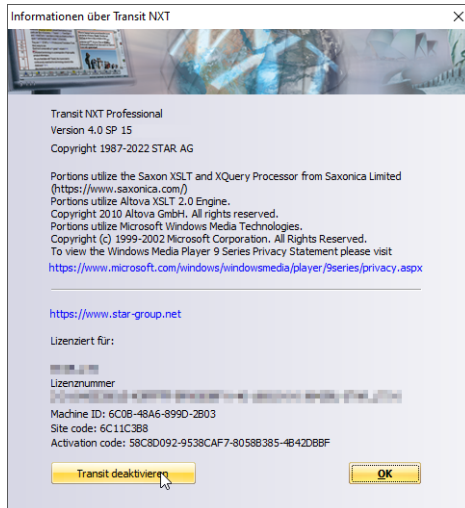 Informationen über Transit NXT
Transit NXT Professional
Version 4.0 SP 15
Copyright 1987-2022 STAR AG
Portions utilize the Saxon XSLT and XQuery Processor from Saxonica Limited
(https://www.saxonica.com/)
Portions utilize Altova XSLT 2.0 Engine.
Copyright 2010 Altova GmbH. All rights reserved.
Portions utilize Microsoft Windows Media Technologies.
Copyright (c) 1999-2002 Microsoft Corporation. All Rights Reserved.
To view the Windows Media Player 9 Series Privacy Statement please visit
https://www.microsoft.com/windows/windowsmedia/player/9series/privacy.aspx
https://www.star-group.net
Lizenziert für:
Lizenznummer
Machine ID: 6C0B-48A6-899D-2B03
Site code: 6C11C3B8
Activation code: 58C8D092-9538CAF7-8058B385-4B42DBBF
Transit deaktivieren
OK